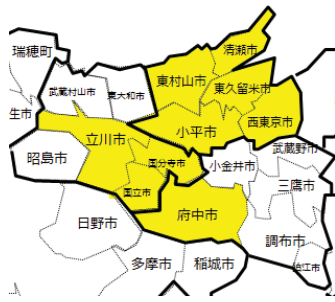 清瀬市
瑞穂町
武蔵村山市
東大和市
東村山市
東久留米市
生市
西東京市
立川市
小平市
武蔵野市
昭島市
国分寺市
小金井市
国立市
三鷹市
日野市
府中市
調布市
多摩市
稲城市
狛江市